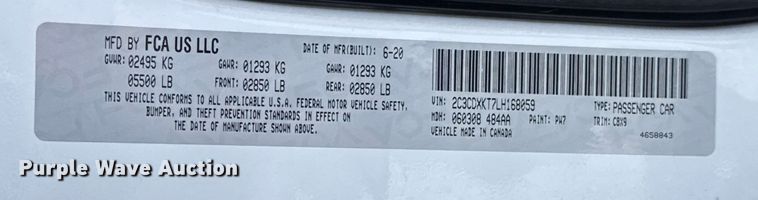 MFD BY FCA US LLC DATE OF MFR(BUILT): 6-20
GVWR: 02495 KG GAWR: 01293 KG GAWR: 01293 KG
05500 LB FRONT: 02850 LB REAR: 02850 LB
THIS VEHICLE CONFORMS TO ALL APPLICABLE U.S.A. FEDERAL MOTOR VEHICLE SAFETY,
BUMPER, AND THEFT PREVENTION STANDARDS IN EFFECT ON
THE DATE OF MANUFACTURE SHOWN ABOVE.
VIN: 2C3CDXKT7LH168059 TYPE: PASSENGER CAR
MDH: 060308 484AA PAINT: PW7 TRIM: CBX9
VEHICLE MADE IN CANADA 4658843
Purple Wave Auction